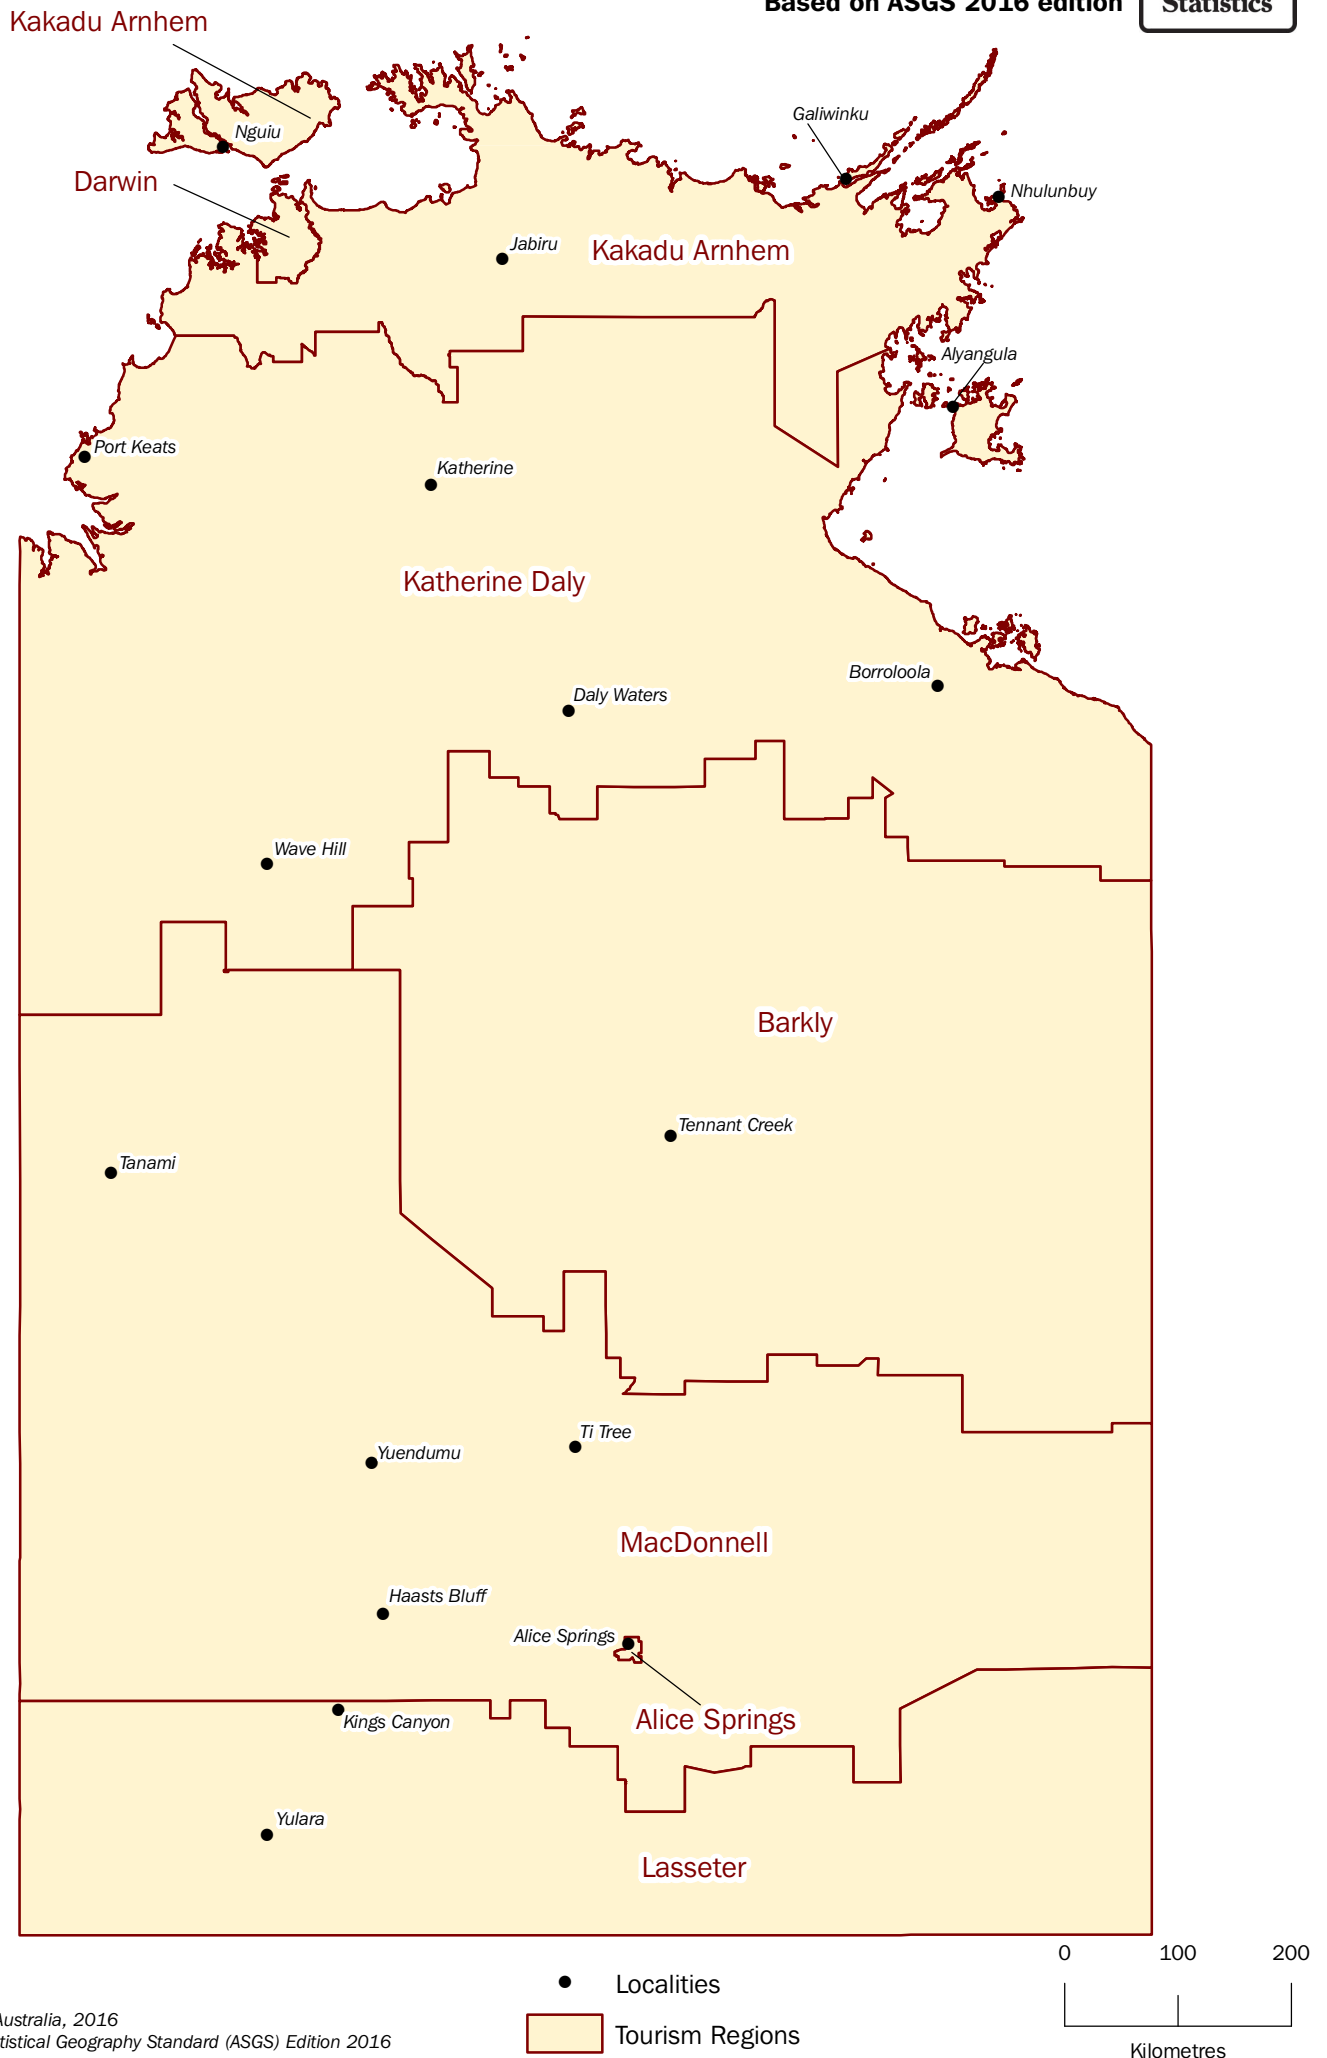 Based on ASGS 2016 edition
Statistics
Kakadu Arnhem
Nguiu
Galiwinku
Darwin
Nhulunbuy
Jabiru
Kakadu Arnhem
Alyangula
Port Keats
Katherine
Katherine Daly
Borroloola
Daly Waters
Wave Hill
Barkly
Tennant Creek
Tanami
Ti Tree
Yuendumu
MacDonnell
Haasts Bluff
Alice Springs
Alice Springs
Kings Canyon
Yulara
Lasseter
0 100 200
Kilometres
Localities
Tourism Regions
Australia, 2016
tistical Geography Standard (ASGS) Edition 2016